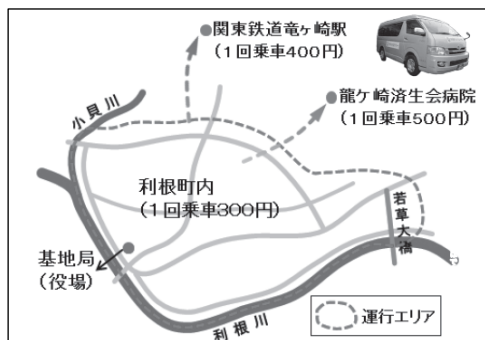 関東鉄道竜ヶ崎駅
(1回乗車400円)
龍ケ崎済生会病院
(1回乗車500円)
小貝川
利根町内
(1回乗車300円)
若草大橋
基地局
(役場)
利根川
運行エリア